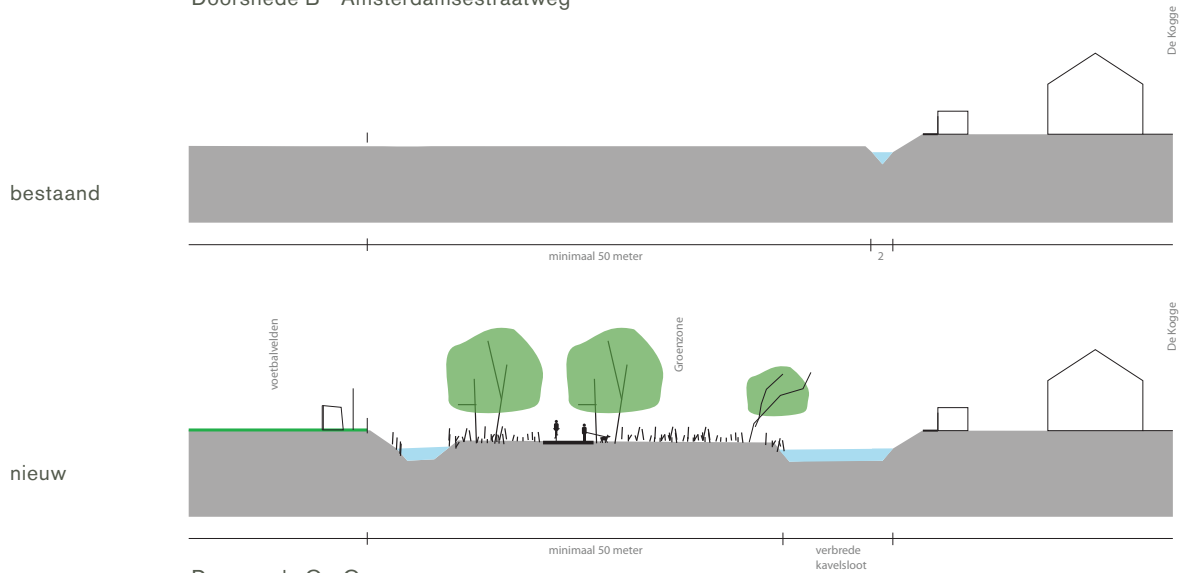 Doorsnede B - Amsterdamsestraatweg
De Kogge
bestaand
minimaal 50 meter
2
voetbalvelden
Groenzone
De Kogge
nieuw
minimaal 50 meter
verbrede
kavelsloot